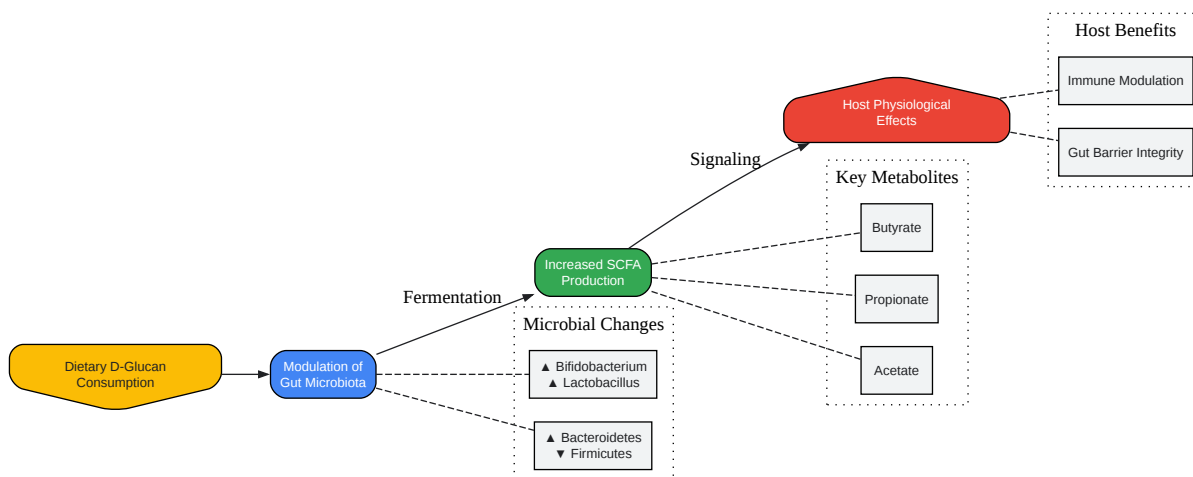 Dietary D-Glucan
Consumption
Modulation of
Gut Microbiota
Fermentation
Microbial Changes
▲ Bifidobacterium
▲ Lactobacillus
▲ Bacteroidetes
▼ Firmicutes
Increased SCFA
Production
Signaling
Key Metabolites
Butyrate
Propionate
Acetate
Host Physiological
Effects
Host Benefits
Immune Modulation
Gut Barrier Integrity